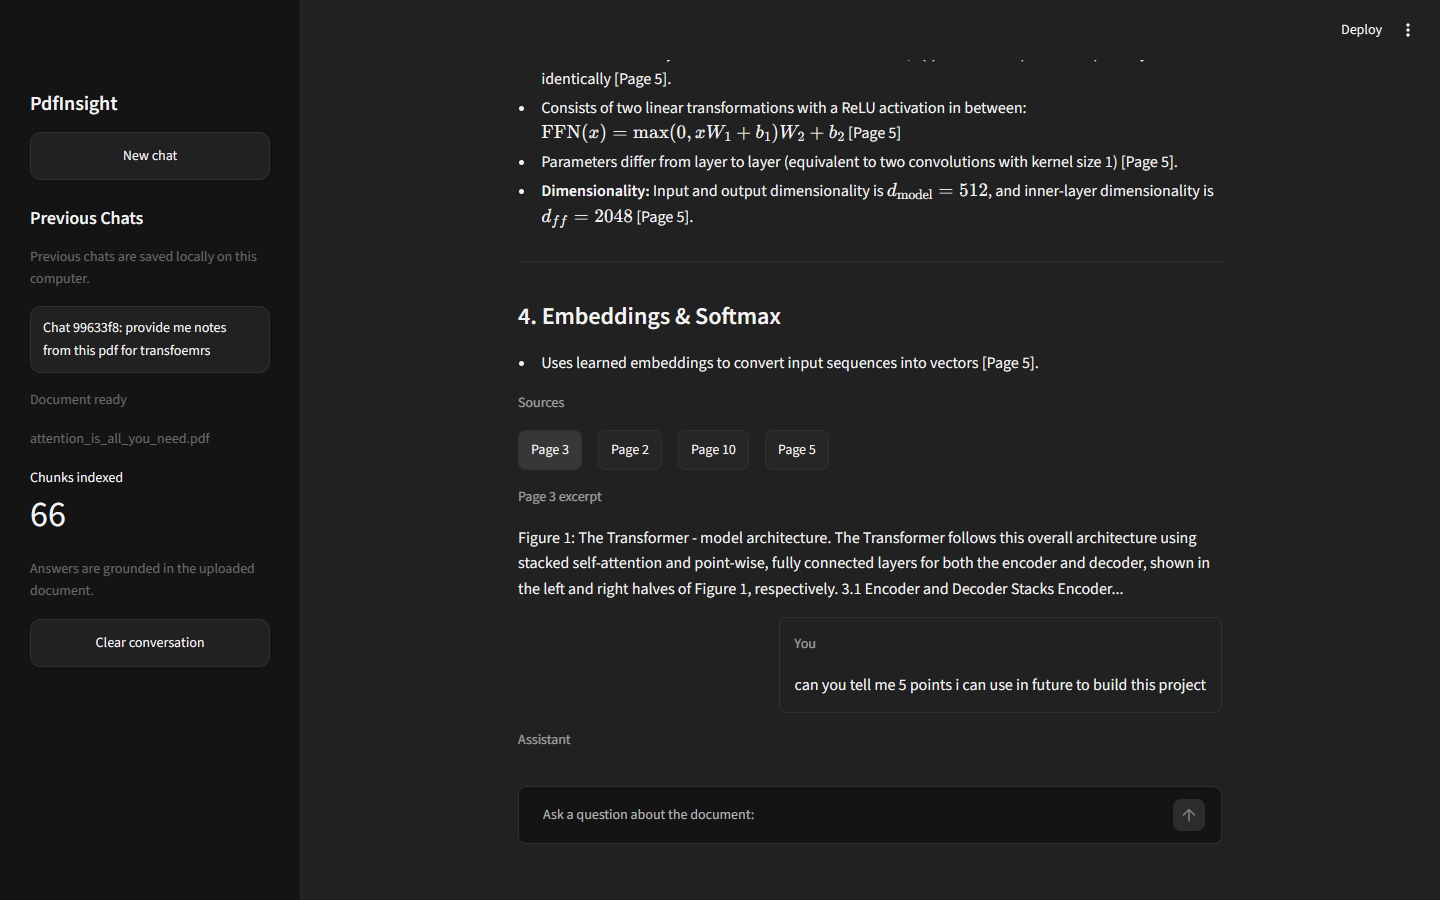 Deploy
PdfInsight
New chat
Previous Chats
Previous chats are saved locally on this
computer.
Chat 99633f8: provide me notes
from this pdf for transfoemrs
Document ready
attention_is_all_you_need.pdf
Chunks indexed
66
Answers are grounded in the uploaded
document.
Clear conversation
identically [Page 5].
• Consists of two linear transformations with a ReLU activation in between:
FFN(x) = max(0, xW₁ + b₁)W₂ + b₂ [Page 5]
• Parameters differ from layer to layer (equivalent to two convolutions with kernel size 1) [Page 5].
• Dimensionality: Input and output dimensionality is d_model = 512, and inner-layer dimensionality is
d_ff = 2048 [Page 5].
4. Embeddings & Softmax
• Uses learned embeddings to convert input sequences into vectors [Page 5].
Sources
Page 3 Page 2 Page 10 Page 5
Page 3 excerpt
Figure 1: The Transformer - model architecture. The Transformer follows this overall architecture using
stacked self-attention and point-wise, fully connected layers for both the encoder and decoder, shown in
the left and right halves of Figure 1, respectively. 3.1 Encoder and Decoder Stacks Encoder...
You
can you tell me 5 points i can use in future to build this project
Assistant
Ask a question about the document: